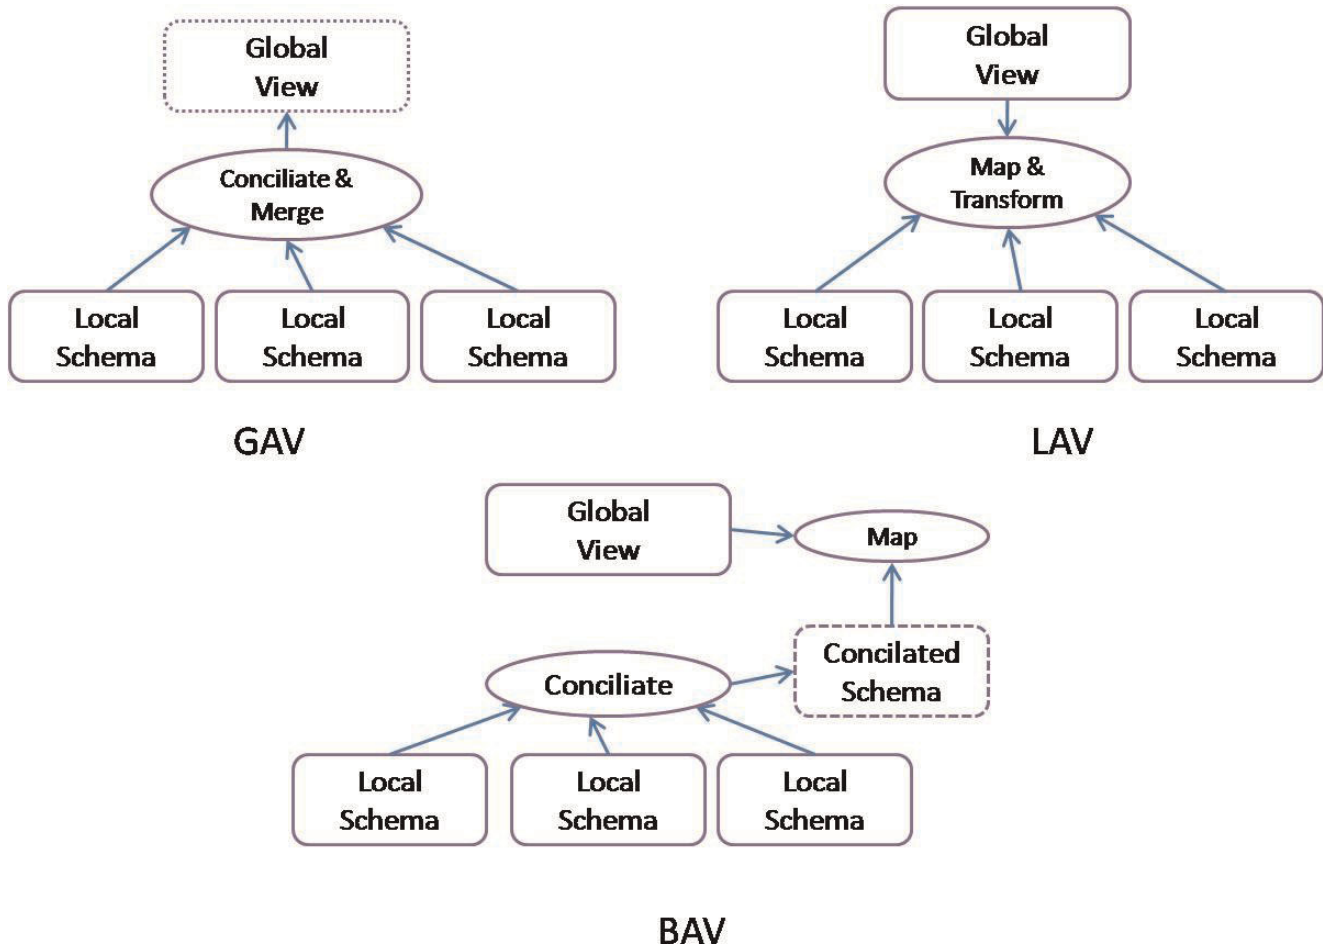 Global
View
Conciliate &
Merge
Local
Schema
Local
Schema
Local
Schema
GAV
Global
View
Map &
Transform
Local
Schema
Local
Schema
Local
Schema
LAV
Global
View
Map
Concilated
Schema
Conciliate
Local
Schema
Local
Schema
Local
Schema
BAV